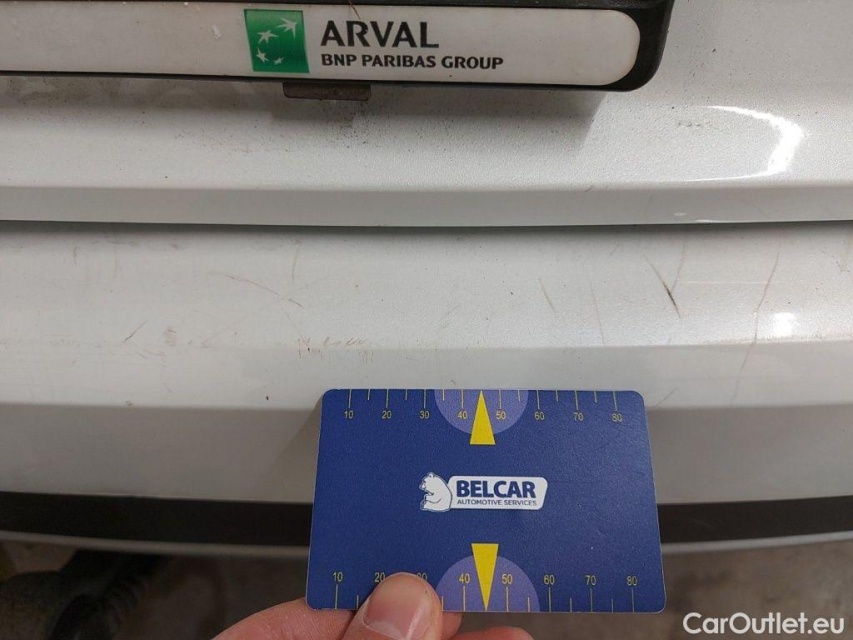 ARVAL
BNP PARIBAS GROUP
10 20 30 40 50 60 70 80
BELCAR
AUTOMOTIVE SERVICES
10 20 30 40 50 60 70 80
CarOutlet.eu